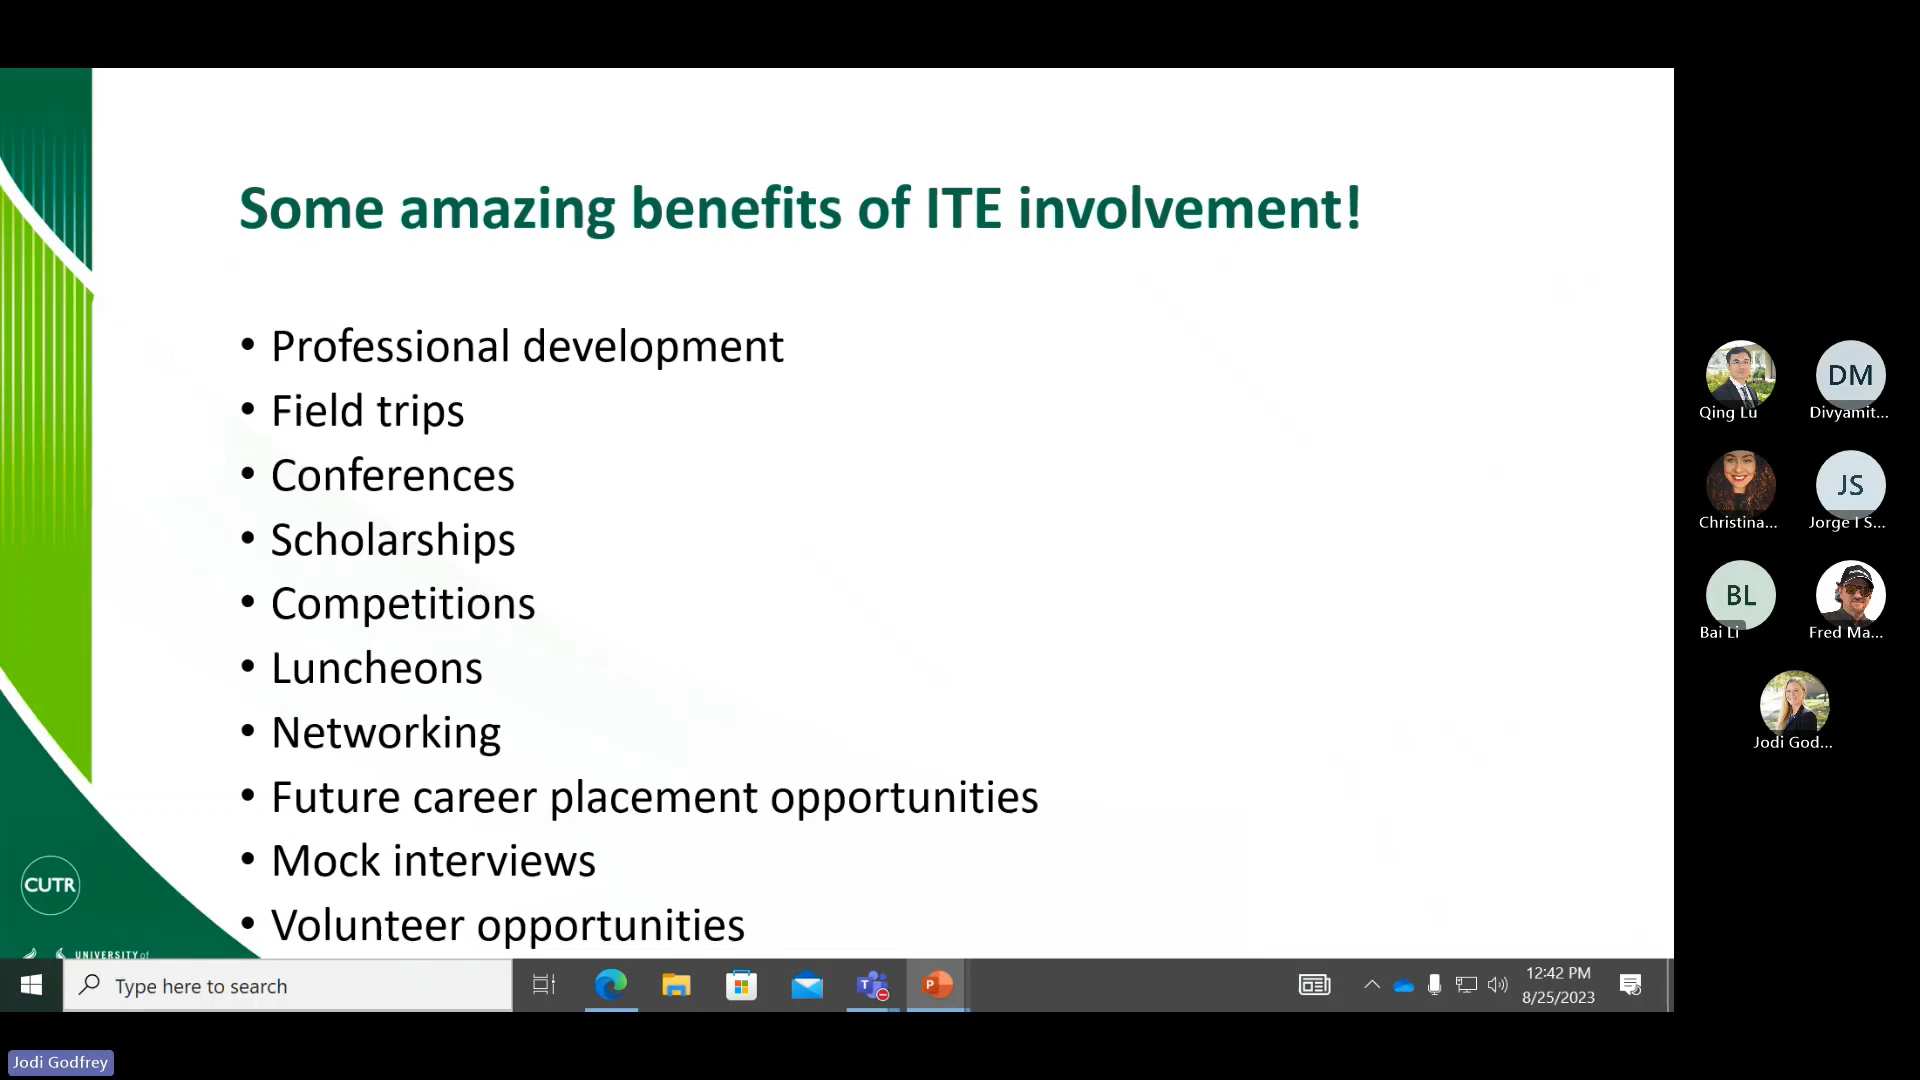 Some amazing benefits of ITE involvement!
• Professional development
• Field trips
• Conferences
• Scholarships
• Competitions
• Luncheons
• Networking
• Future career placement opportunities
• Mock interviews
• Volunteer opportunities
CUTR
UNIVERSITY of
Type here to search
12:42 PM
8/25/2023
Qing Lu
DM
Divyamit...
Christina...
JS
Jorge I S...
BL
Bai Li
Fred Ma...
Jodi God...
Jodi Godfrey